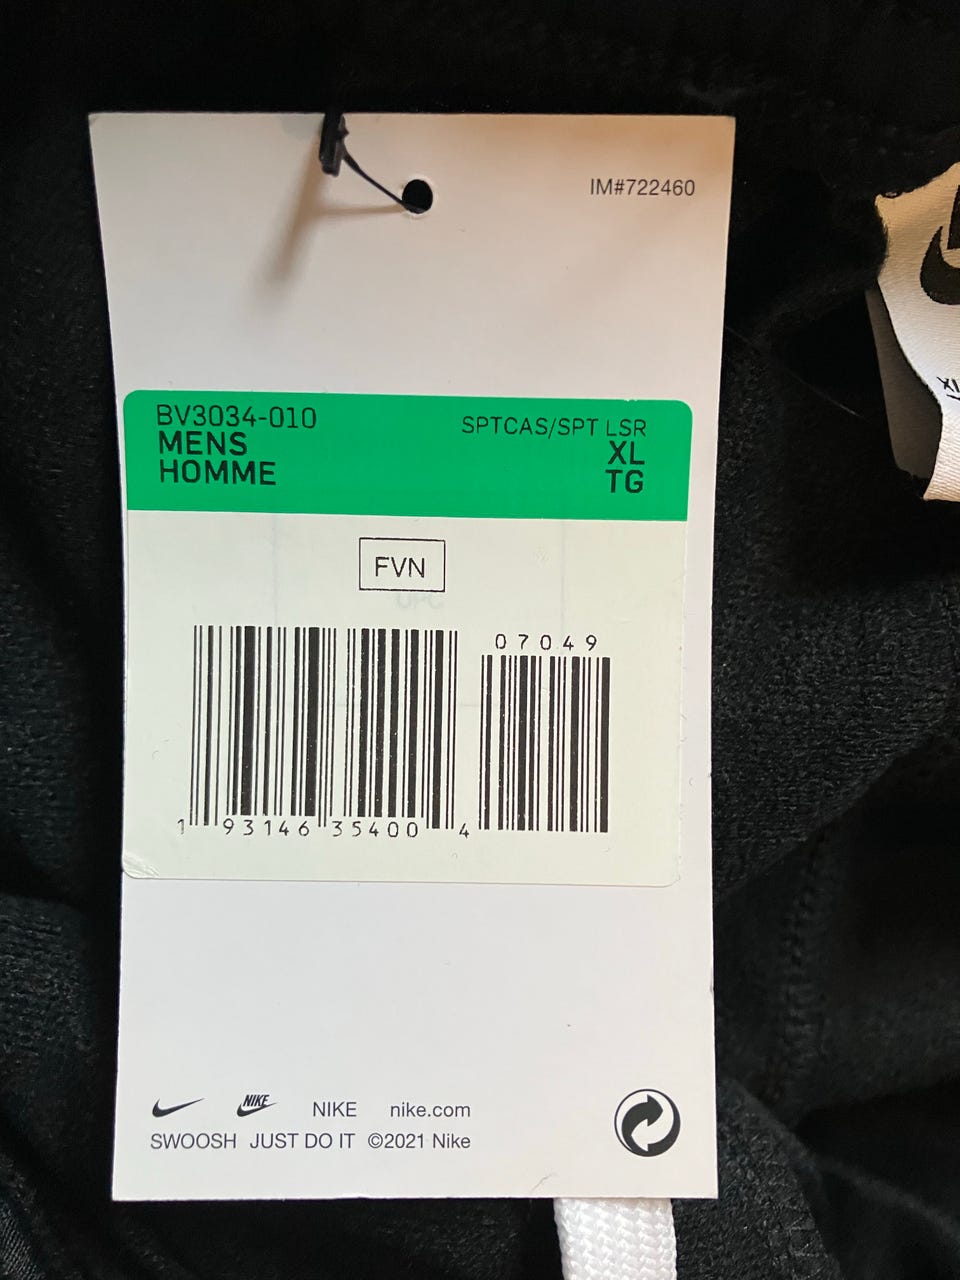 IM#722460
BV3034-010
SPTCAS/SPT LSR
MENS
XL
HOMME
TG
FVN
07049
1 93146 35400 4
NIKE NIKE nike.com
SWOOSH JUST DO IT ©2021 Nike